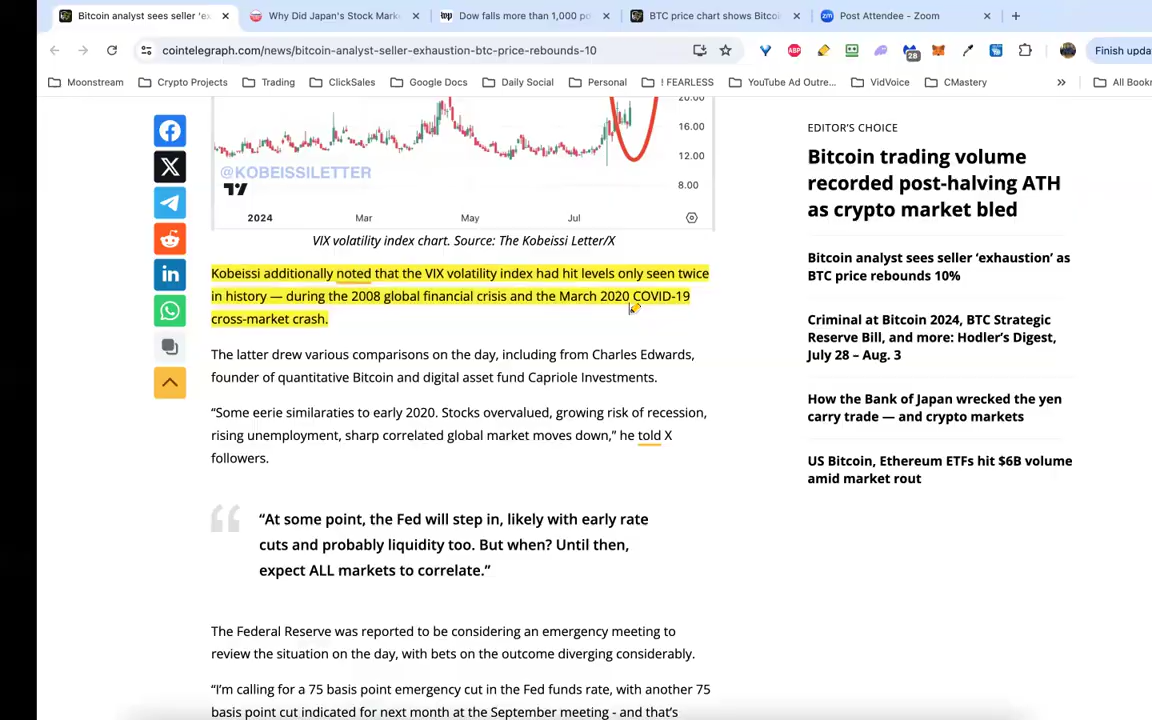 Bitcoin analyst sees seller 'ex
Why Did Japan's Stock Mark
Dow falls more than 1,000 po
BTC price chart shows Bitcoi
Post Attendee - Zoom
cointelegraph.com/news/bitcoin-analyst-seller-exhaustion-btc-price-rebounds-10
28
Finish upda
Moonstream
Crypto Projects
Trading
ClickSales
Google Docs
Daily Social
Personal
! FEARLESS
YouTube Ad Outre...
VidVoice
CMastery
All Bookr
20.00
16.00
12.00
8.00
@KOBEISSILETTER
2024
Mar
May
Jul
VIX volatility index chart. Source: The Kobeissi Letter/X
Kobeissi additionally noted that the VIX volatility index had hit levels only seen twice
in history — during the 2008 global financial crisis and the March 2020 COVID-19
cross-market crash.
The latter drew various comparisons on the day, including from Charles Edwards,
founder of quantitative Bitcoin and digital asset fund Capriole Investments.
“Some eerie similaraties to early 2020. Stocks overvalued, growing risk of recession,
rising unemployment, sharp correlated global market moves down,” he told X
followers.
“At some point, the Fed will step in, likely with early rate
cuts and probably liquidity too. But when? Until then,
expect ALL markets to correlate.”
The Federal Reserve was reported to be considering an emergency meeting to
review the situation on the day, with bets on the outcome diverging considerably.
“I'm calling for a 75 basis point emergency cut in the Fed funds rate, with another 75
basis point cut indicated for next month at the September meeting - and that's
EDITOR'S CHOICE
Bitcoin trading volume
recorded post-halving ATH
as crypto market bled
Bitcoin analyst sees seller ‘exhaustion’ as
BTC price rebounds 10%
Criminal at Bitcoin 2024, BTC Strategic
Reserve Bill, and more: Hodler's Digest,
July 28 – Aug. 3
How the Bank of Japan wrecked the yen
carry trade — and crypto markets
US Bitcoin, Ethereum ETFs hit $6B volume
amid market rout